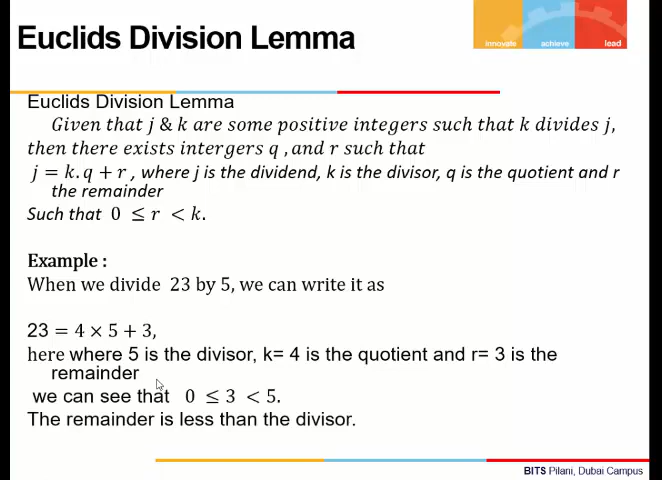 Euclids Division Lemma
innovate achieve lead
Euclids Division Lemma
Given that j & k are some positive integers such that k divides j,
then there exists intergers q ,and r such that
j = k. q + r , where j is the dividend, k is the divisor, q is the quotient and r
the remainder
Such that 0 ≤ r < k.
Example :
When we divide 23 by 5, we can write it as
23 = 4 × 5 + 3,
here where 5 is the divisor, k= 4 is the quotient and r= 3 is the
remainder
we can see that 0 ≤ 3 < 5.
The remainder is less than the divisor.
BITS Pilani, Dubai Campus